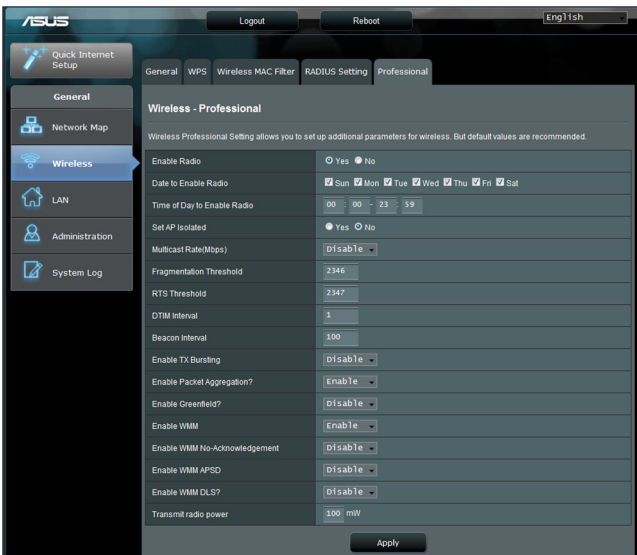 ASUS
Logout
Reboot
English
Quick Internet
Setup
General
Network Map
Wireless
LAN
Administration
System Log
General
WPS
Wireless MAC Filter
RADIUS Setting
Professional
Wireless - Professional
Wireless Professional Setting allows you to set up additional parameters for wireless. But default values are recommended.
Enable Radio Yes No
Date to Enable Radio Sun Mon Tue Wed Thu Fri Sat
Time of Day to Enable Radio 00 : 00 - 23 : 59
Set AP Isolated Yes No
Multicast Rate(Mbps) Disable
Fragmentation Threshold 2346
RTS Threshold 2347
DTIM Interval 1
Beacon Interval 100
Enable TX Bursting Disable
Enable Packet Aggregation? Enable
Enable Greenfield? Disable
Enable WMM Enable
Enable WMM No-Acknowledgement Disable
Enable WMM APSD Disable
Enable WMM DLS? Disable
Transmit radio power 100 mW
Apply